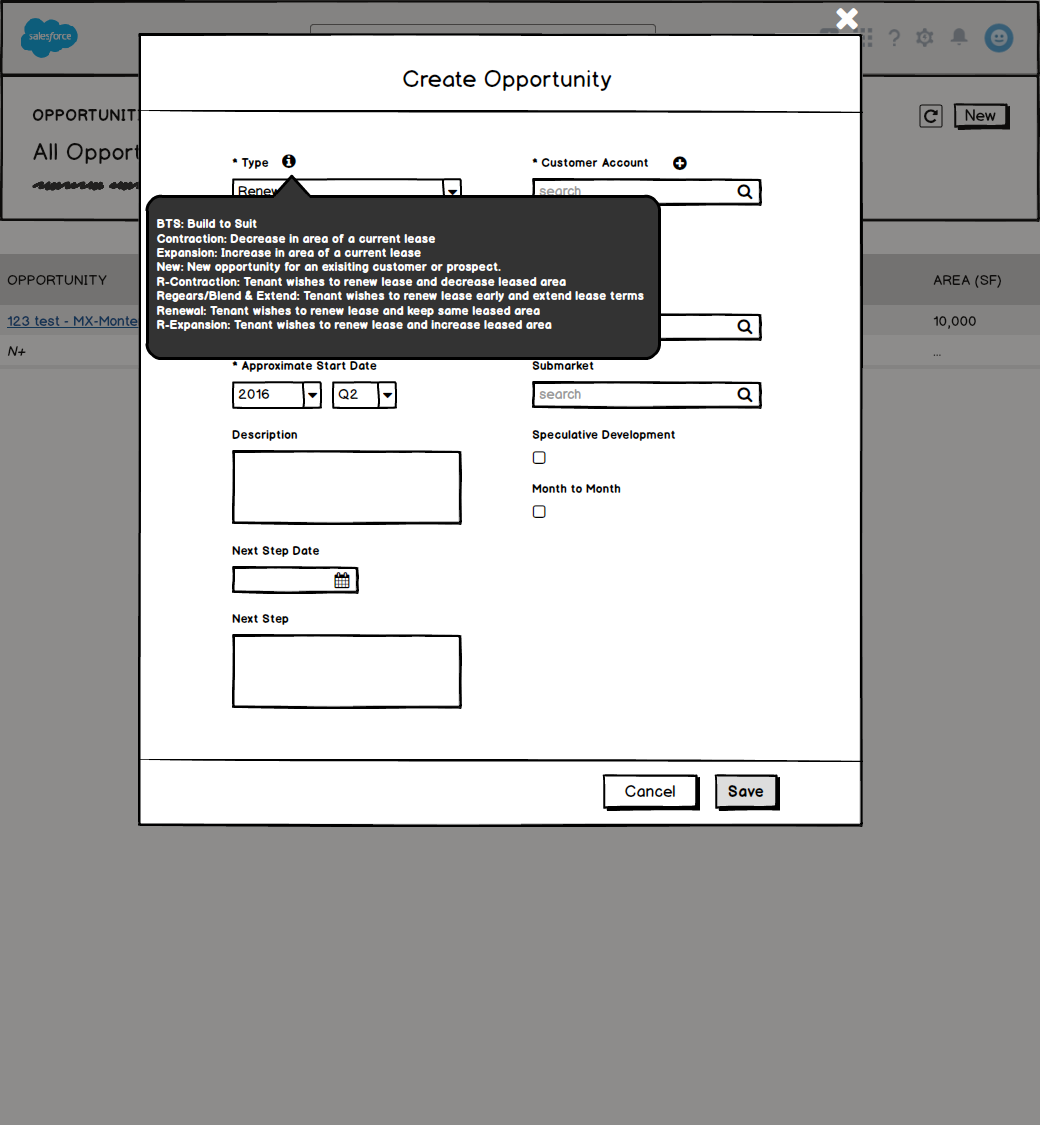 salesforce
Create Opportunity
OPPORTUNIT
New
All Opport
* Type
* Customer Account
Renew
search
BTS: Build to Suit
Contraction: Decrease in area of a current lease
Expansion: Increase in area of a current lease
New: New opportunity for an exisiting customer or prospect.
R-Contraction: Tenant wishes to renew lease and decrease leased area
Regears/Blend & Extend: Tenant wishes to renew lease early and extend lease terms
Renewal: Tenant wishes to renew lease and keep same leased area
R-Expansion: Tenant wishes to renew lease and increase leased area
OPPORTUNITY
AREA (SF)
123 test - MX-Monte
10,000
N+
...
* Approximate Start Date
Submarket
2016
Q2
search
Description
Speculative Development
Month to Month
Next Step Date
Next Step
Cancel
Save